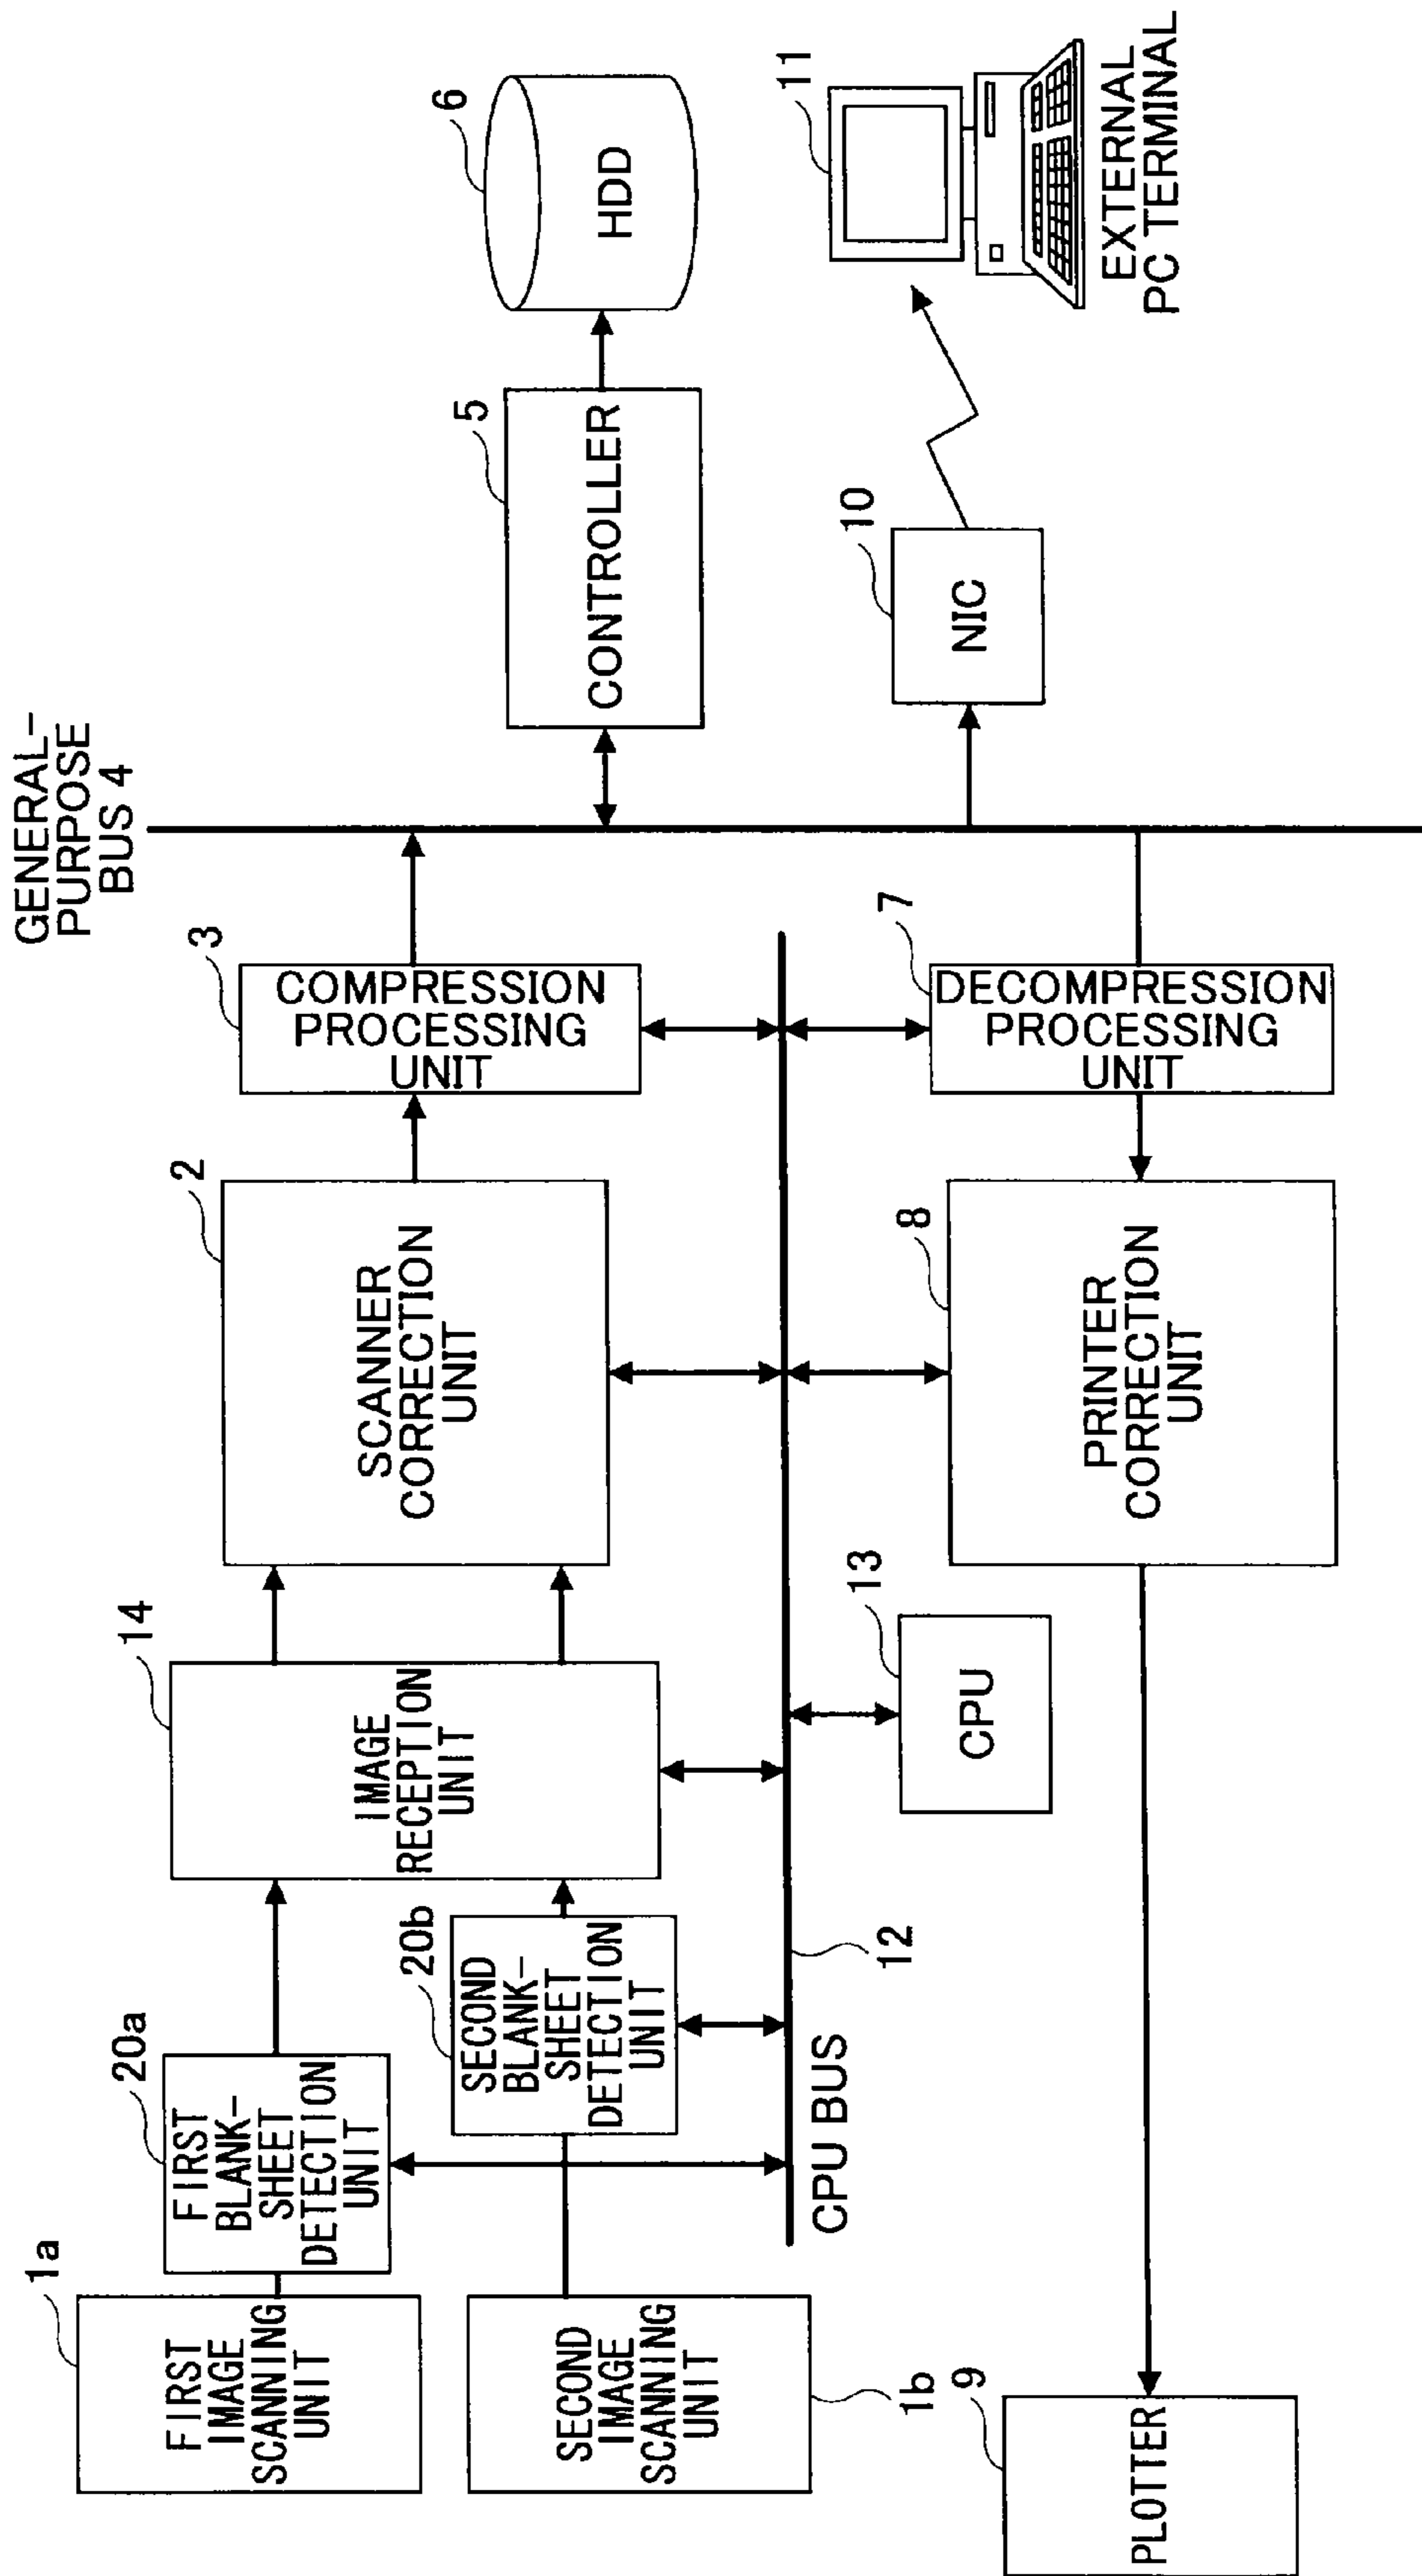 GENERAL-
PURPOSE
BUS 4
1a
FIRST
IMAGE
SCANNING
UNIT
20a
FIRST
BLANK-
SHEET
DETECTION
UNIT
14
IMAGE
RECEPTION
UNIT
2
SCANNER
CORRECTION
UNIT
3
COMPRESSION
PROCESSING
UNIT
5
CONTROLLER
6
HDD
SECOND
IMAGE
SCANNING
UNIT
1b
20b
SECOND
BLANK-
SHEET
DETECTION
UNIT
CPU BUS
12
13
CPU
7
DECOMPRESSION
PROCESSING
UNIT
8
PRINTER
CORRECTION
UNIT
9
PLOTTER
10
NIC
11
EXTERNAL
PC TERMINAL